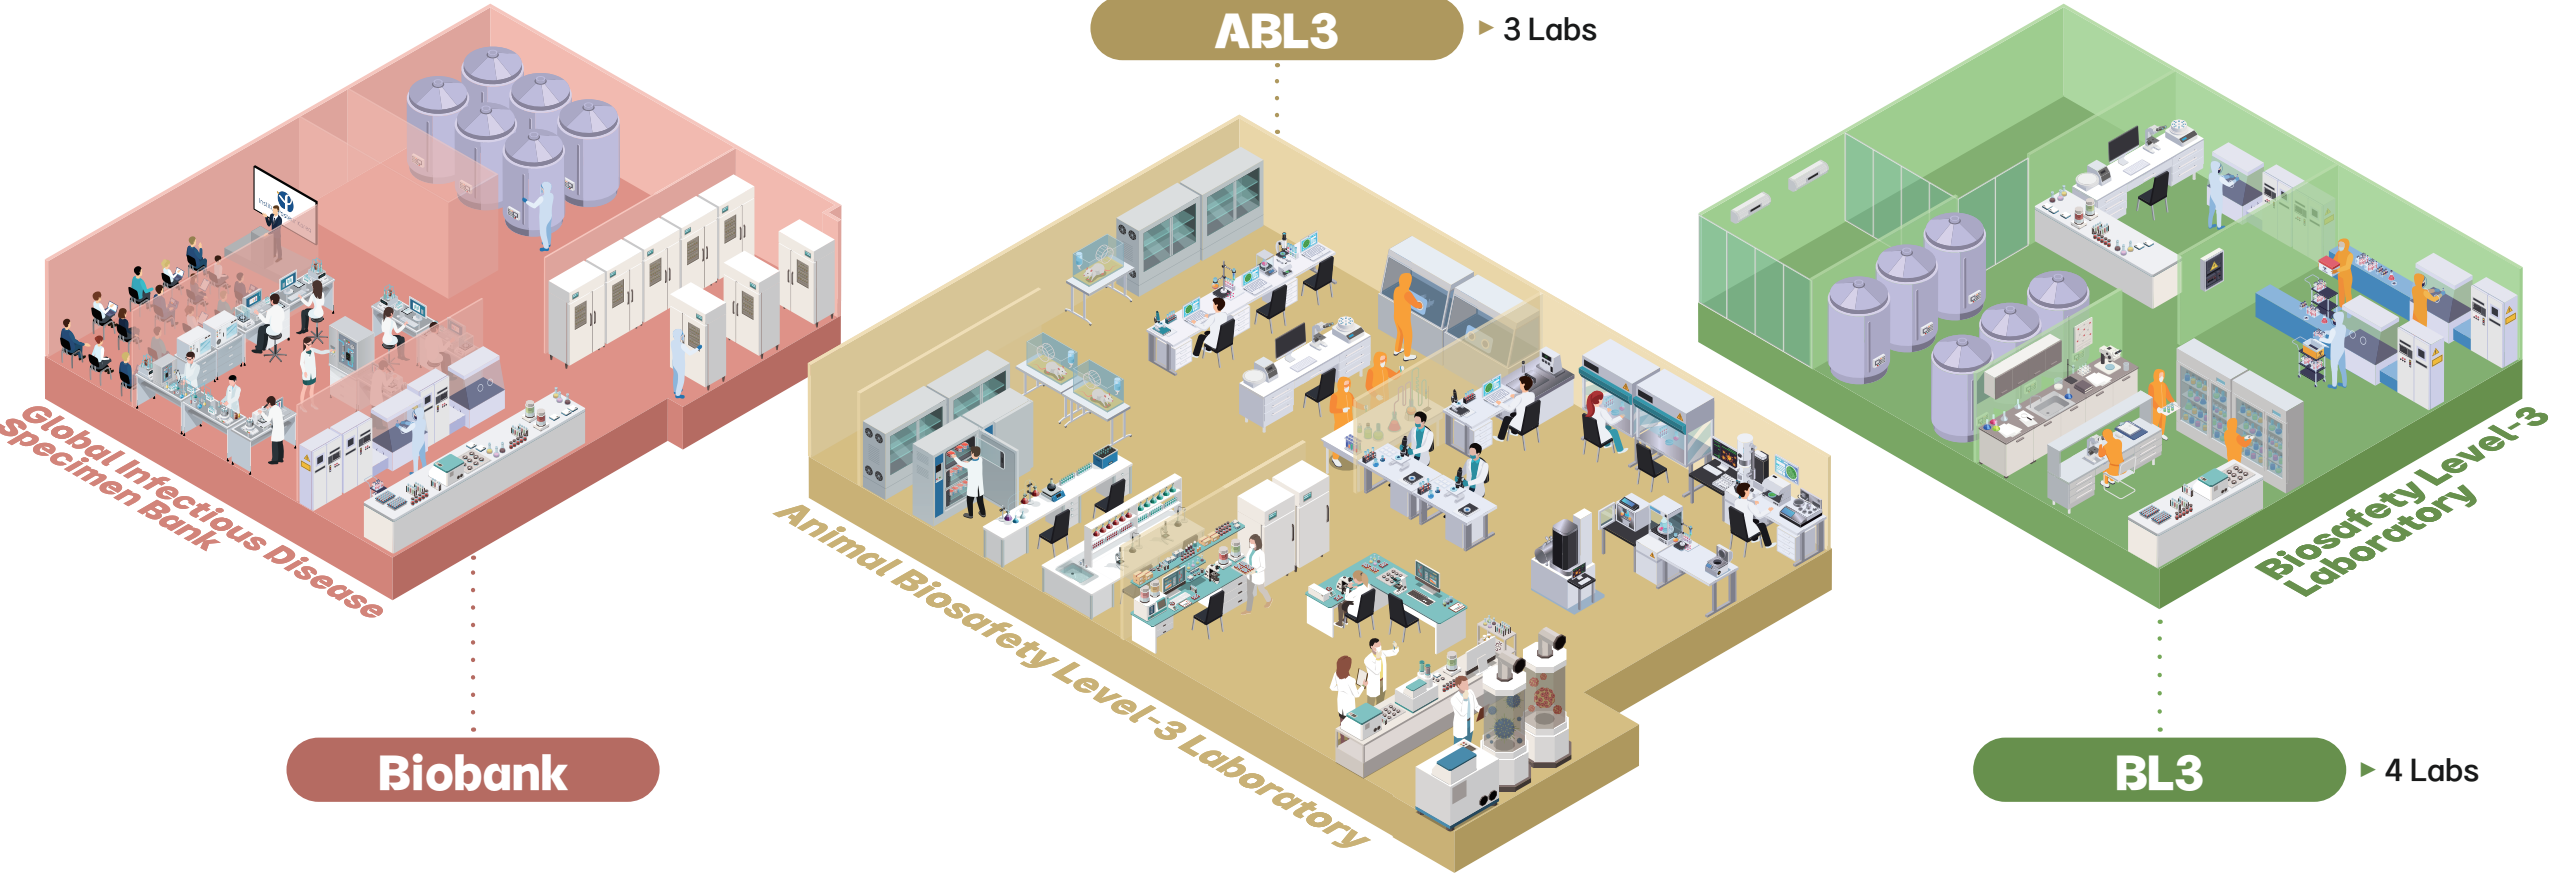 ABL3
3 Labs
Global Infectious Disease
Specimen Bank
Animal Biosafety Level-3 Laboratory
Biosafety Level-3
Laboratory
Biobank
BL3
4 Labs